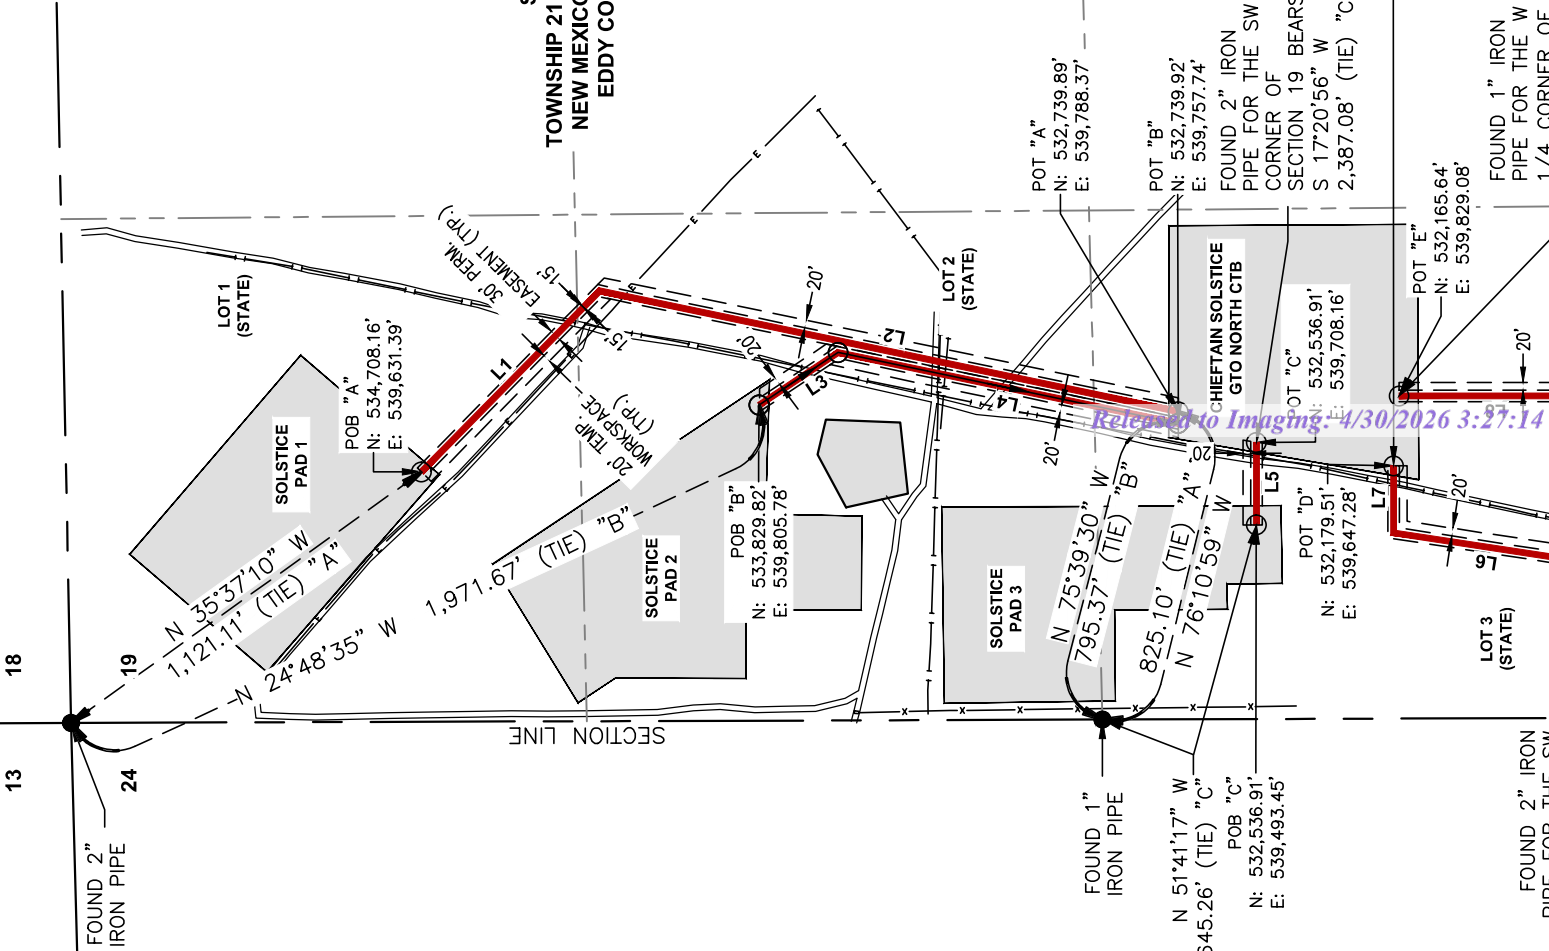 18
19
13
24
FOUND 2"
IRON PIPE
LOT 1
(STATE)
TOWNSHIP 21
NEW MEXICO
EDDY CO
30' PERM.
EASEMENT (TYP.)
15'
15'
L1
E
E
E
POB "A"
N: 534,708.16'
E: 539,631.39'
SOLSTICE
PAD 1
N 35°37'10" W
1,121.11' (TIE) "A"
N 24°48'35" W
1,971.67' (TIE) "B"
20' TEMP
WORKSPACE
(TYP.)
20'
20'
L2
L3
L4
20'
LOT 2
(STATE)
SOLSTICE
PAD 2
POB "B"
N: 533,829.82'
E: 539,805.78'
SECTION LINE
SOLSTICE
PAD 3
POT "A"
N: 532,739.89'
E: 539,788.37'
POT "B"
N: 532,739.92'
E: 539,757.74'
FOUND 2" IRON
PIPE FOR THE SW
CORNER OF
SECTION 19 BEARS
S 17°20'56" W
2,387.08' (TIE) "C
CHEFTAIN SOLSTICE
GTO NORTH CTB
POT "C"
N: 532,536.91'
E: 539,708.16'
POT "E"
N: 532,165.64'
E: 539,829.08'
FOUND 1" IRON
PIPE FOR THE W
1/4 CORNER OF
Released to Imaging: 4/30/2026 3:27:14
20'
L8
20'
L5
N 75°39'30" W
795.37' (TIE) "B"
825.10' (TIE) "A"
N 76°10'59" W
POT "D"
N: 532,179.51'
E: 539,647.28'
L7
20'
L6
LOT 3
(STATE)
x
x
x
x
x
x
FOUND 1"
IRON PIPE
N 51°41'17" W
645.26' (TIE) "C"
POB "C"
N: 532,536.91'
E: 539,493.45'
FOUND 2" IRON
PIPE FOR THE SW